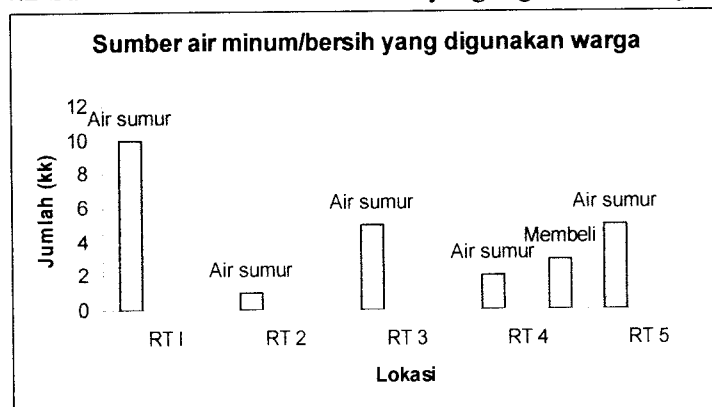 Sumber air minum/bersih yang digunakan warga
12
Air sumur
10
8
Air sumur
Air sumur
6
Membeli
4
Air sumur
Air sumur
2
0
Jumlah (kk)
RT I
RT 2
RT 3
RT 4
RT 5
Lokasi